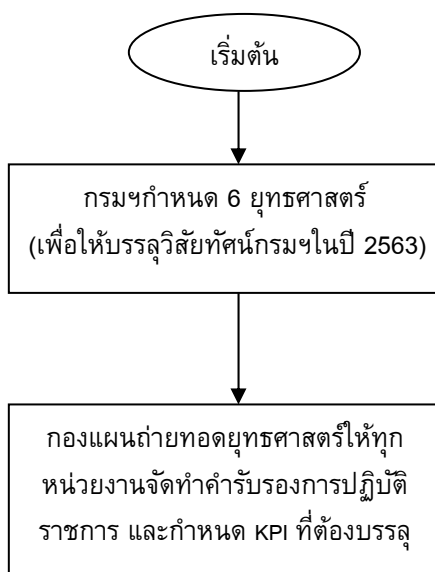 เริ่มต้น
กรมฯกำหนด 6 ยุทธศาสตร์
(เพื่อให้บรรลุวิสัยทัศน์กรมฯในปี 2563)
กองแผนถ่ายทอดยุทธศาสตร์ให้ทุก
หน่วยงานจัดทำคำรับรองการปฏิบัติ
ราชการ และกำหนด KPI ที่ต้องบรรลุ